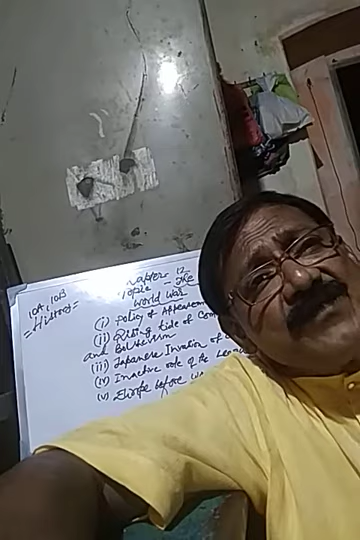 10A, 10B
=History=
Chapter 12
Topic - The
World War
(i) Policy of Appeasement
(ii) Rising tide of
and Bolshevism
(iii) Japanese Invation of
(iv) Inactive role of the
(v) Europe before